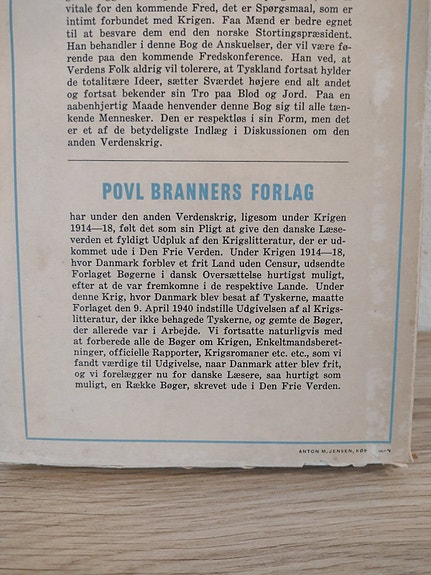 vitale for den kommende Fred, det er Spørgsmaal, som er
intimt forbundet med Krigen. Faa Mænd er bedre egnet
til at besvare dem end den norske Stortingspræsident.
Han behandler i denne Bog de Anskuelser, der vil være fø-
rende paa den kommende Fredskonference. Han ved, at
Verdens Folk aldrig vil tolerere, at Tyskland fortsat hylder
de totalitære Ideer, sætter Sværdet højere end alt andet
og fortsat bekender sin Tro paa Blod og Jord. Paa en
aabenhjertig Maade henvender denne Bog sig til alle tæn-
kende Mennesker. Den er respektløs i sin Form, men det
er et af de betydeligste Indlæg i Diskussionen om den
anden Verdenskrig.
POVL BRANNERS FORLAG
har under den anden Verdenskrig, ligesom under Krigen
1914—18, følt det som sin Pligt at give den danske Læse-
verden et fyldigt Udpluk af den Krigslitteratur, der er ud-
kommet ude i Den Frie Verden. Under Krigen 1914—18,
hvor Danmark forblev et frit Land uden Censur, udsendte
Forlaget Bøgerne i dansk Oversættelse hurtigst muligt,
efter at de var fremkomne i de respektive Lande. Under
denne Krig, hvor Danmark blev besat af Tyskerne, maatte
Forlaget den 9. April 1940 indstille Udgivelsen af al Krigs-
litteratur, der ikke behagede Tyskerne, og gemte de Bøger,
der allerede var i Arbejde. Vi fortsatte naturligvis med
at forberede alle de Bøger om Krigen, Enkeltmandsberet-
ninger, officielle Rapporter, Krigsromaner etc. etc., som vi
fandt værdige til Udgivelse, naar Danmark atter blev frit,
og vi forelægger nu for danske Læsere, saa hurtigt som
muligt, en Række Bøger, skrevet ude i Den Frie Verden.
ANTON M. JENSEN, KØB